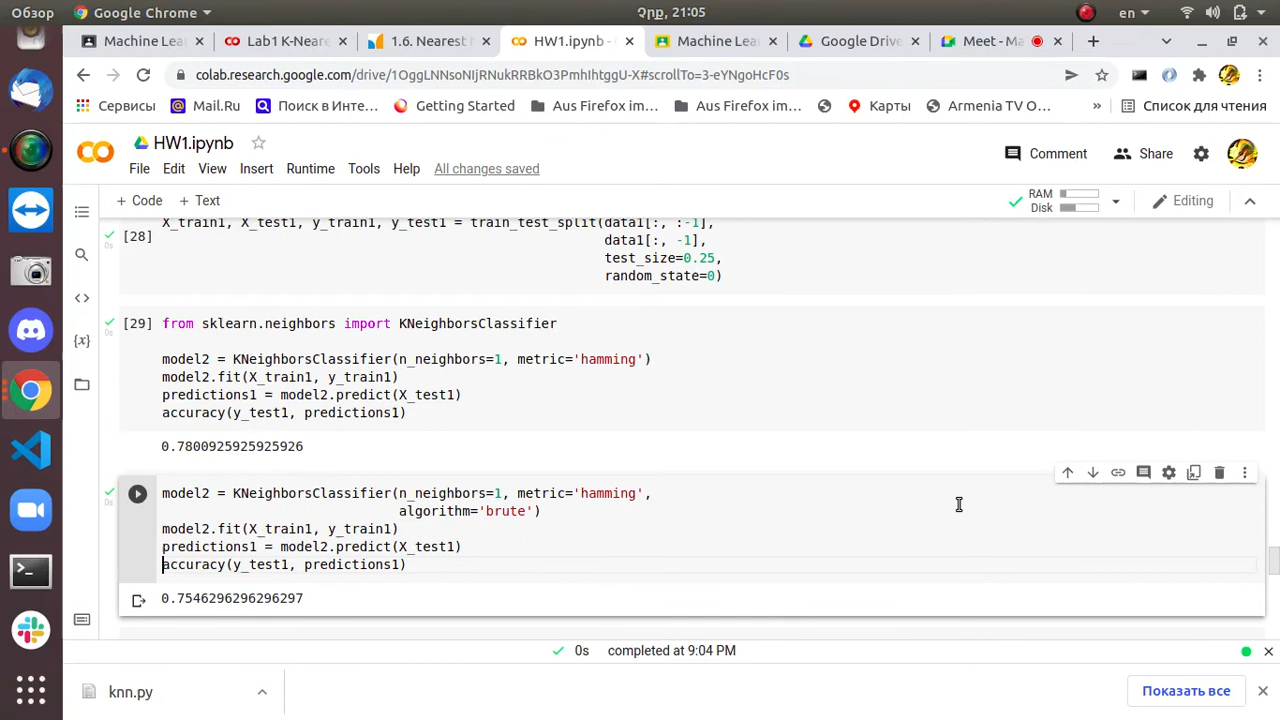 Обзор
Google Chrome
Չրք, 21:05
en
Machine Lea
Lab1 K-Neare
1.6. Nearest
HW1.ipynb -
Machine Lea
Google Drive
Meet - Ma
colab.research.google.com/drive/1OggLNNsoNIjRNukRRBkO3PmhIhtggU-X#scrollTo=3-eYNgoHcF0s
Сервисы
Mail.Ru
Поиск в Инте...
Getting Started
Aus Firefox im...
Aus Firefox im...
Карты
Armenia TV O...
»
Список для чтения
HW1.ipynb
Comment
Share
File Edit View Insert Runtime Tools Help All changes saved
+ Code + Text
RAM
Disk
Editing
X_train1, X_test1, y_train1, y_test1 = train_test_split(data1[:, :-1],
[28]
data1[:, -1],
test_size=0.25,
random_state=0)
0s
[29] from sklearn.neighbors import KNeighborsClassifier
0s
model2 = KNeighborsClassifier(n_neighbors=1, metric='hamming')
model2.fit(X_train1, y_train1)
predictions1 = model2.predict(X_test1)
accuracy(y_test1, predictions1)
0.7800925925925926
model2 = KNeighborsClassifier(n_neighbors=1, metric='hamming',
0s
algorithm='brute')
model2.fit(X_train1, y_train1)
predictions1 = model2.predict(X_test1)
accuracy(y_test1, predictions1)
0.7546296296296297
0s completed at 9:04 PM
knn.py
Показать все